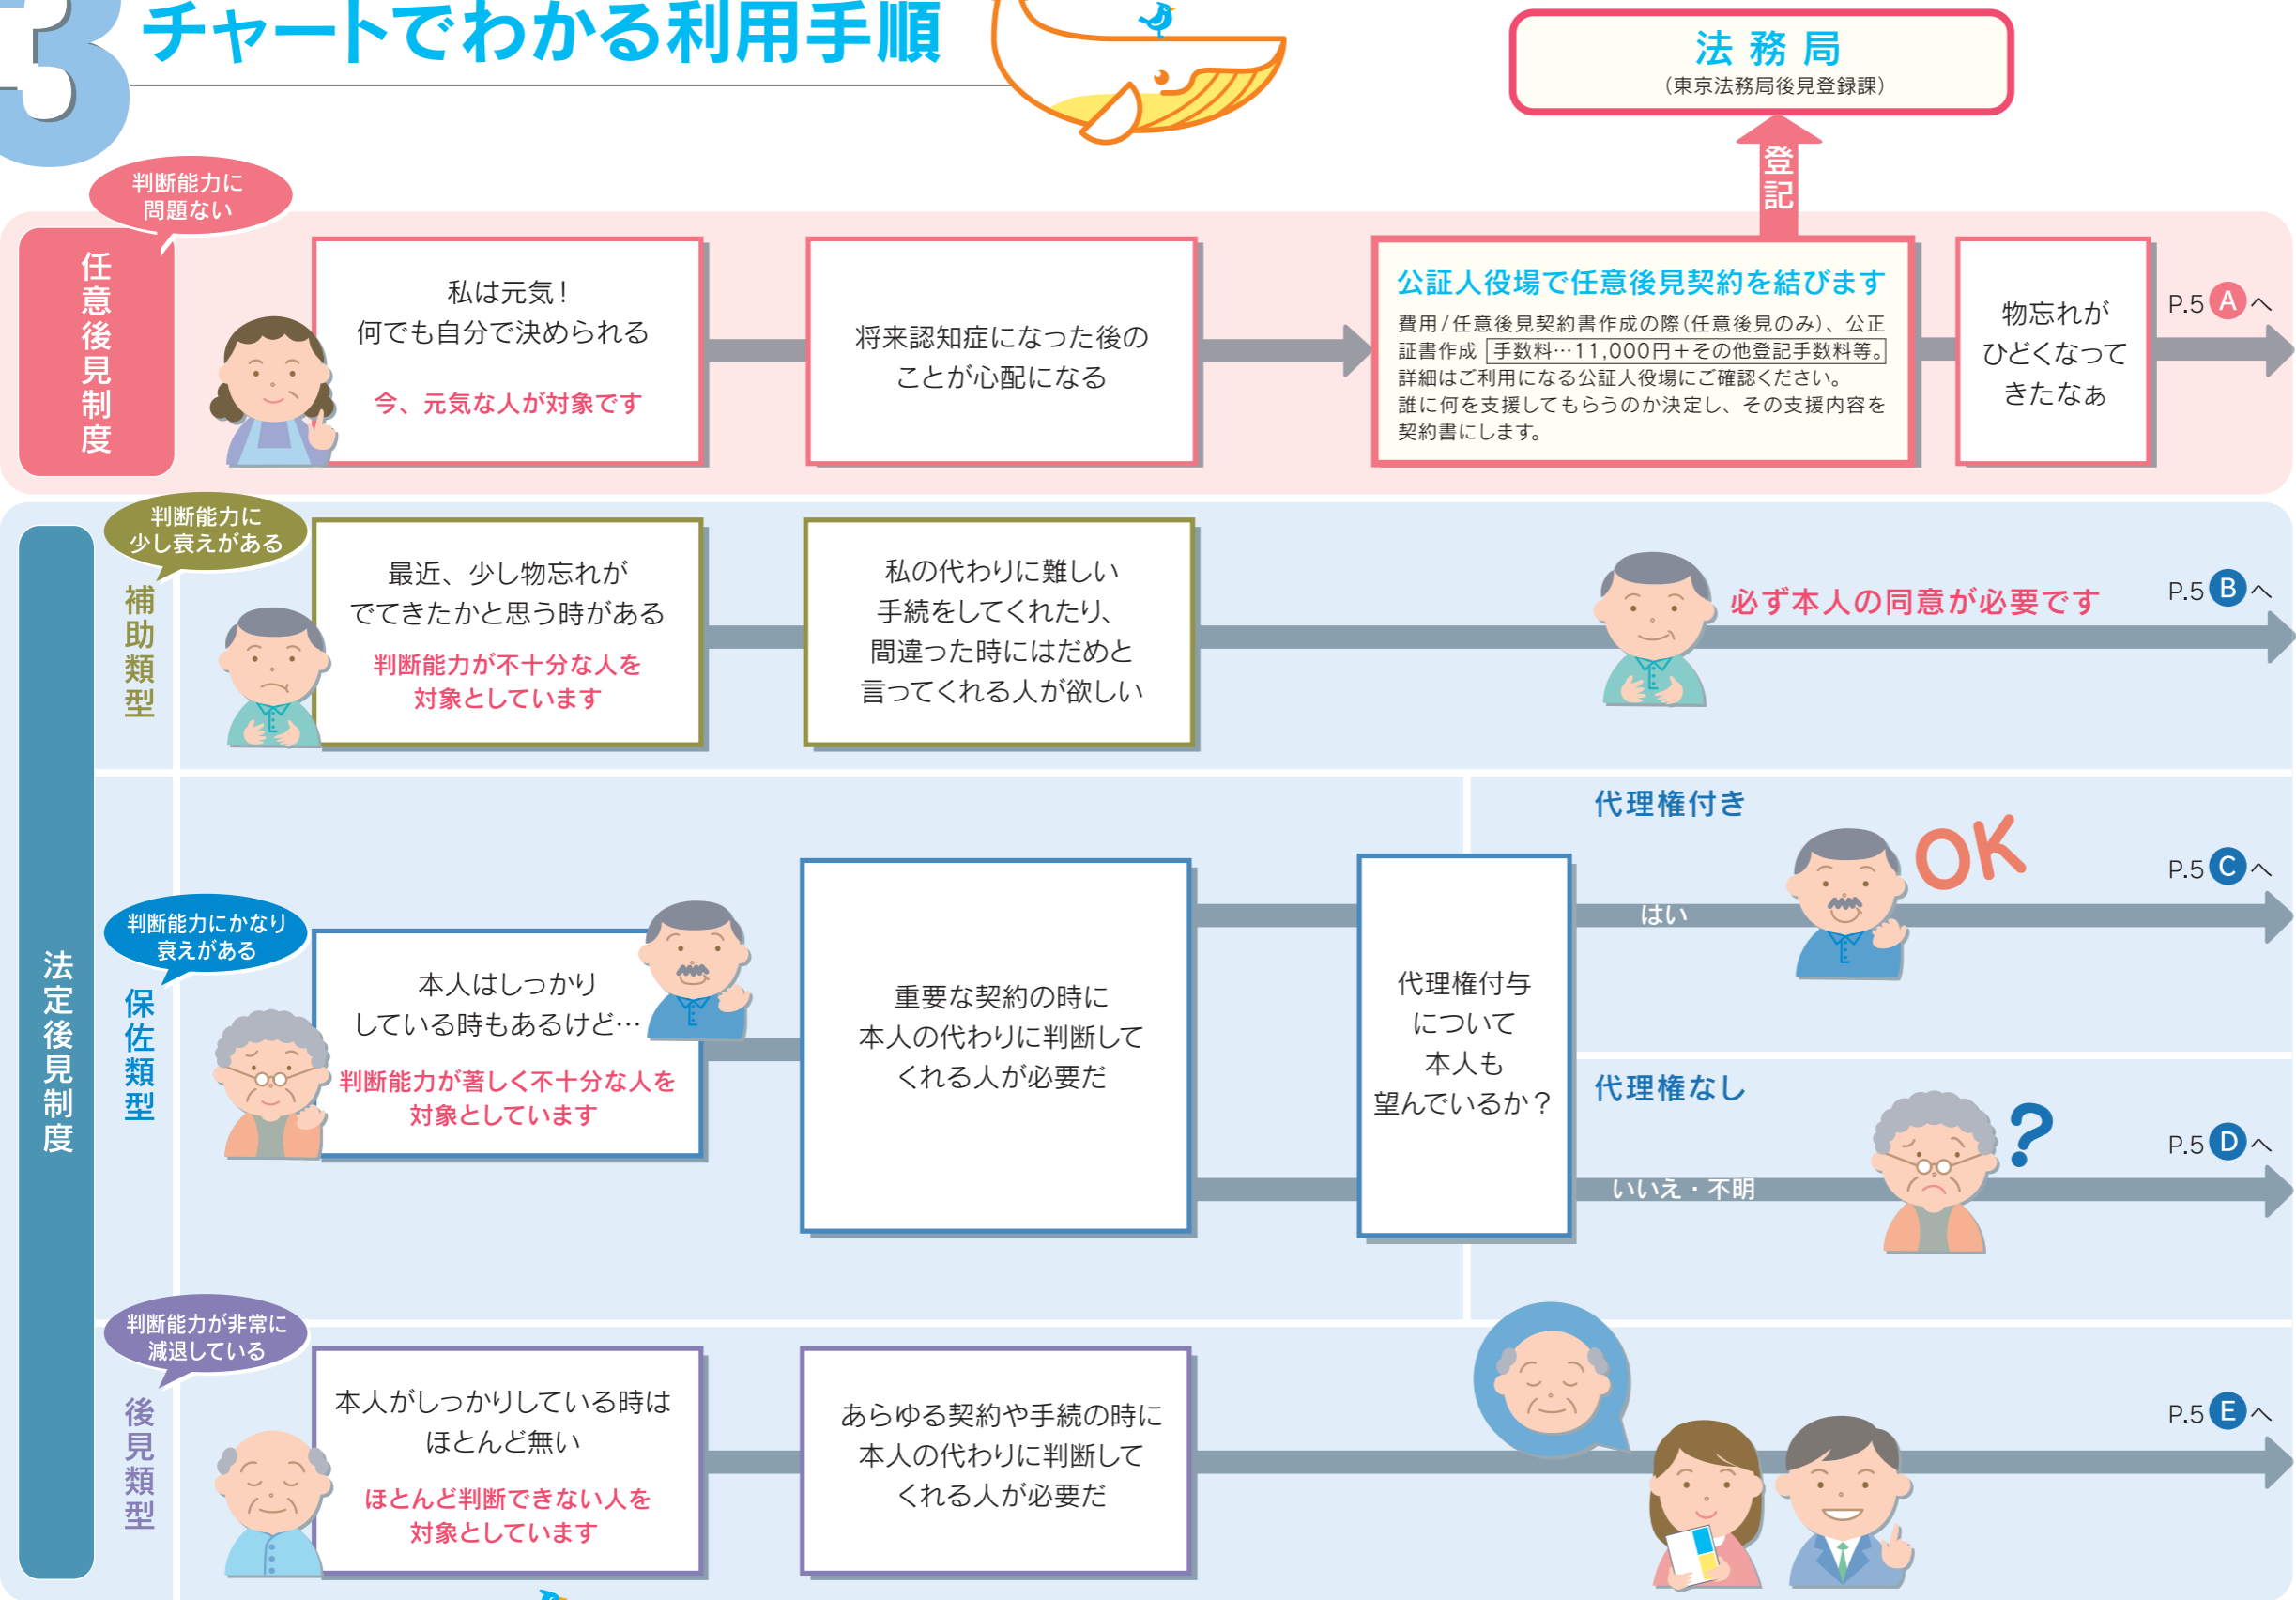 3
チャートでわかる利用手順
法務局
(東京法務局後見登録課)
登記
判断能力に
問題ない
任意後見制度
私は元気!
何でも自分で決められる
今、元気な人が対象です
将来認知症になった後の
ことが心配になる
公証人役場で任意後見契約を結びます
費用/任意後見契約書作成の際(任意後見のみ)、公正
証書作成 手数料…11,000円+その他登記手数料等。
詳細はご利用になる公証人役場にご確認ください。
誰に何を支援してもらうのか決定し、その支援内容を
契約書にします。
物忘れが
ひどくなって
きたなぁ
P.5 A へ
法定後見制度
判断能力に
少し衰えがある
補助類型
最近、少し物忘れが
でてきたかと思う時がある
判断能力が不十分な人を
対象としています
私の代わりに難しい
手続をしてくれたり、
間違った時にはだめと
言ってくれる人が欲しい
必ず本人の同意が必要です
P.5 B へ
判断能力にかなり
衰えがある
保佐類型
本人はしっかり
している時もあるけど…
判断能力が著しく不十分な人を
対象としています
重要な契約の時に
本人の代わりに判断して
くれる人が必要だ
代理権付与
について
本人も
望んでいるか?
代理権付き
はい
OK
P.5 C へ
代理権なし
いいえ・不明
?
P.5 D へ
判断能力が非常に
減退している
後見類型
本人がしっかりしている時は
ほとんど無い
ほとんど判断できない人を
対象としています
あらゆる契約や手続の時に
本人の代わりに判断して
くれる人が必要だ
P.5 E へ